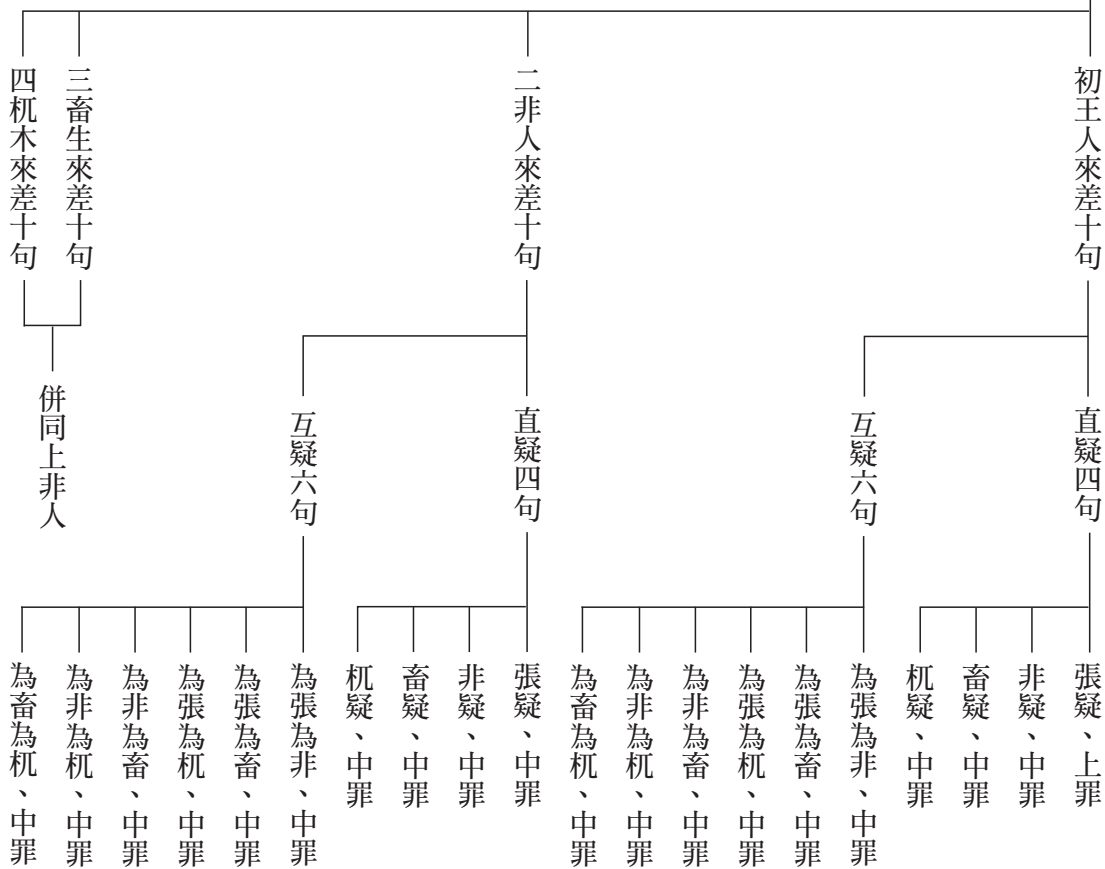 初王人來差十句
直疑四句
張疑、上罪
非疑、中罪
畜疑、中罪
杌疑、中罪
互疑六句
為張為非、中罪
為張為畜、中罪
為張為杌、中罪
為非為畜、中罪
為非為杌、中罪
為畜為杌、中罪
二非人來差十句
直疑四句
張疑、中罪
非疑、中罪
畜疑、中罪
杌疑、中罪
互疑六句
為張為非、中罪
為張為畜、中罪
為張為杌、中罪
為非為畜、中罪
為非為杌、中罪
為畜為杌、中罪
三畜生來差十句
四杌木來差十句
併同上非人